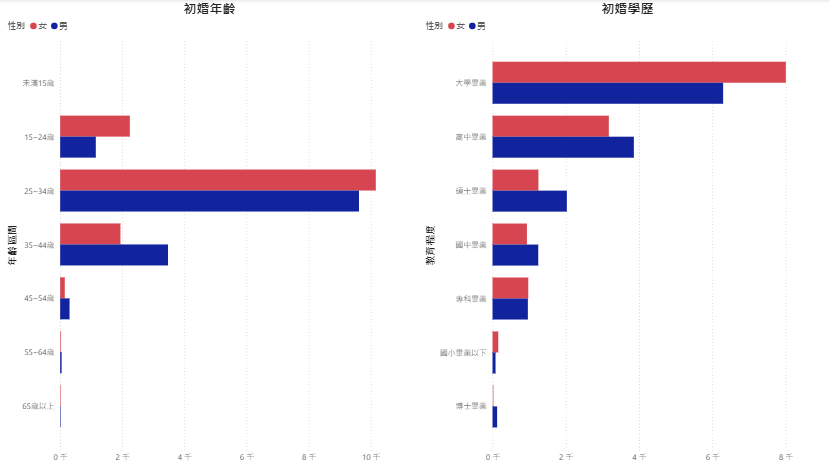 初婚年齡
性別 女 男
年齡區間
未滿15歲
15~24歲
25~34歲
35~44歲
45~54歲
55~64歲
65歲以上
0 千 2 千 4 千 6 千 8 千 10 千
初婚學歷
性別 女 男
教育程度
大學畢業
高中畢業
碩士畢業
國中畢業
專科畢業
國小畢業以下
博士畢業
0 千 2 千 4 千 6 千 8 千